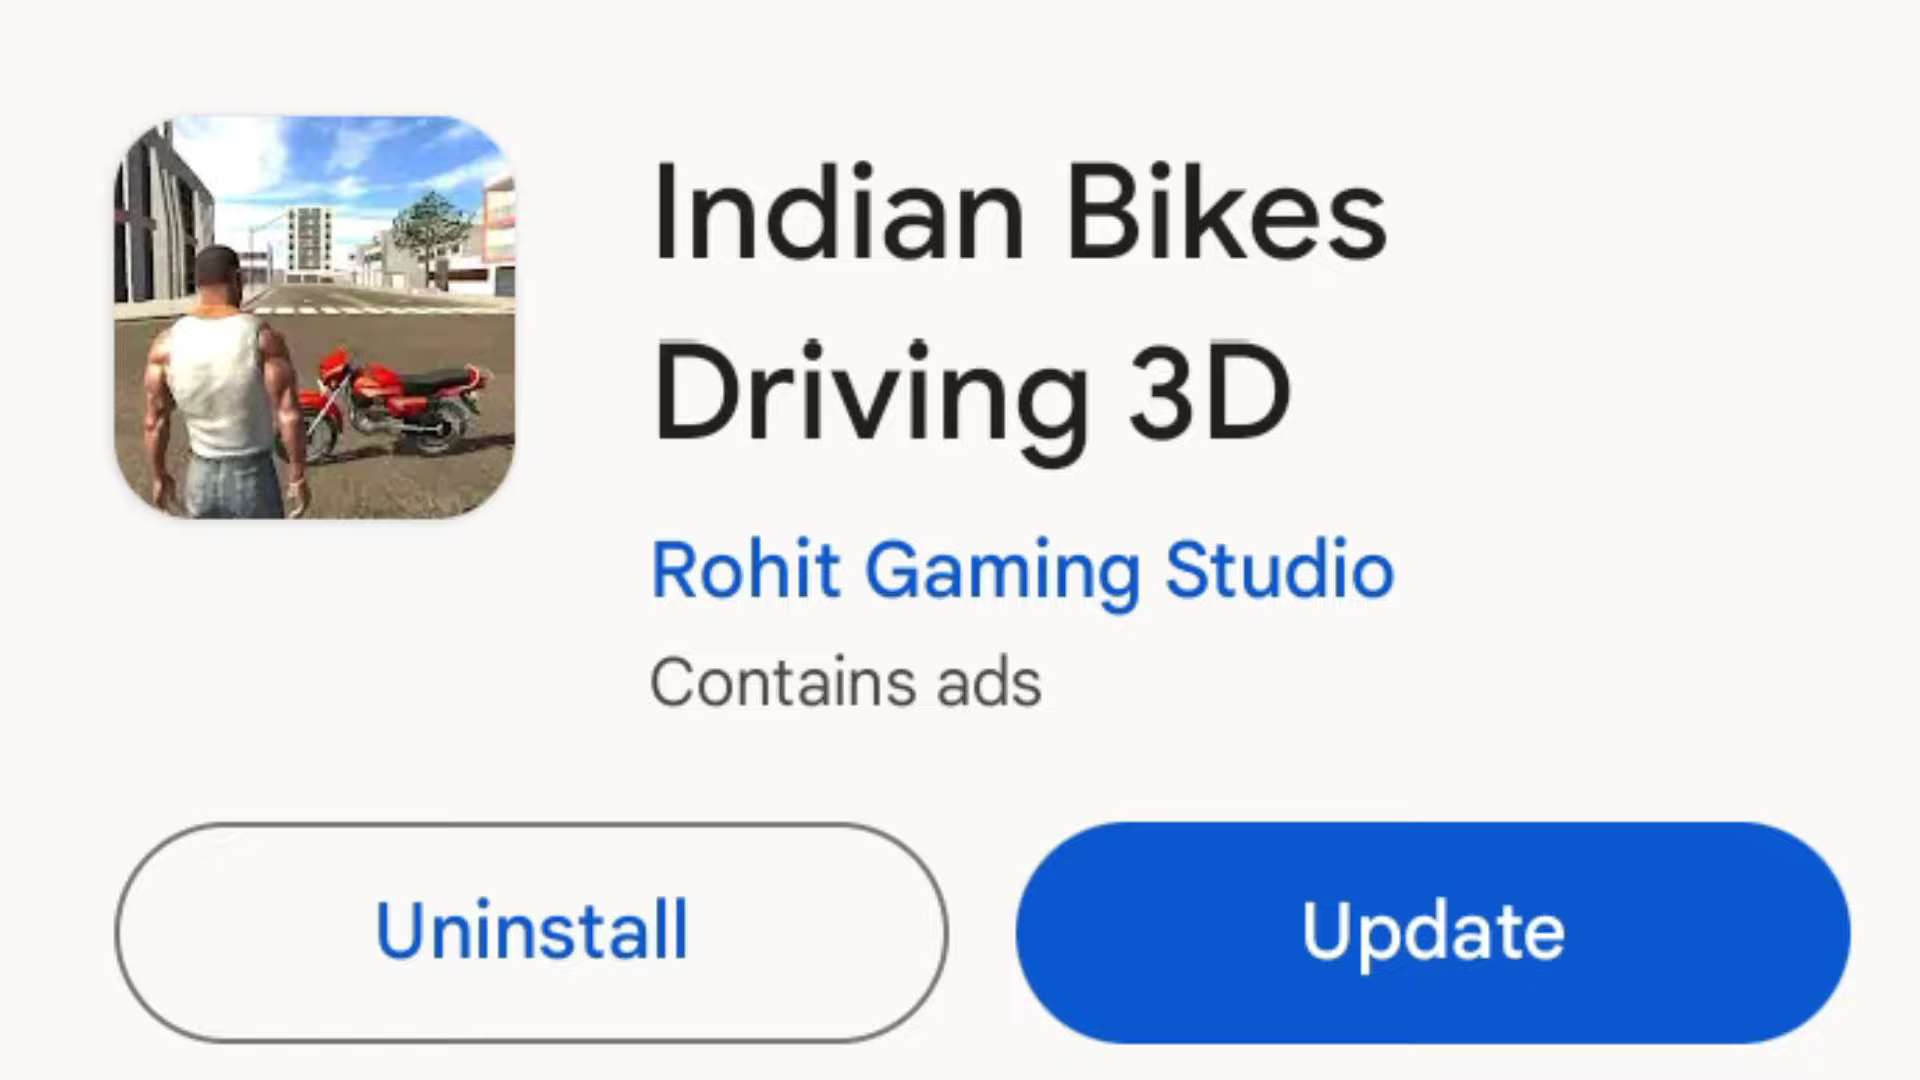 Indian Bikes
Driving 3D
Rohit Gaming Studio
Contains ads
Uninstall
Update